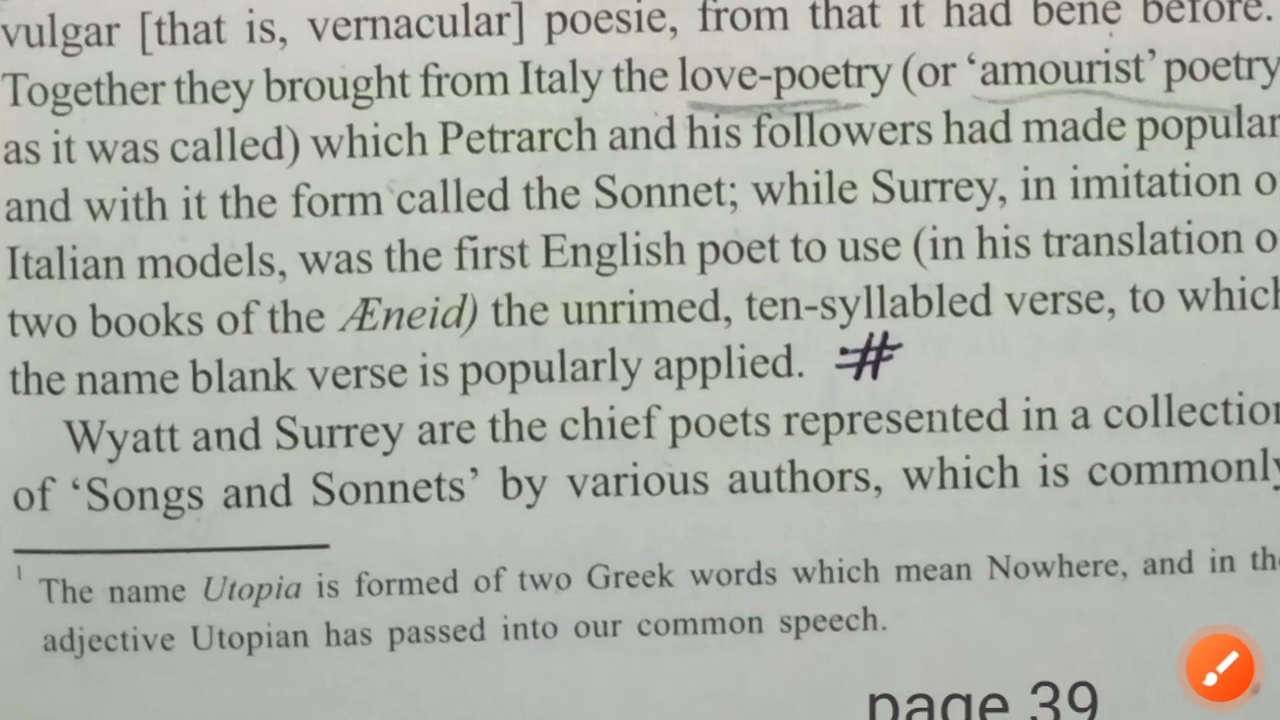 vulgar [that is, vernacular] poesie, from that it had bene before.
Together they brought from Italy the love-poetry (or ‘amourist’ poetry
as it was called) which Petrarch and his followers had made popular
and with it the form called the Sonnet; while Surrey, in imitation o
Italian models, was the first English poet to use (in his translation o
two books of the Æneid) the unrimed, ten-syllabled verse, to which
the name blank verse is popularly applied. #
Wyatt and Surrey are the chief poets represented in a collection
of ‘Songs and Sonnets’ by various authors, which is commonly
1 The name Utopia is formed of two Greek words which mean Nowhere, and in the
adjective Utopian has passed into our common speech.
page 39